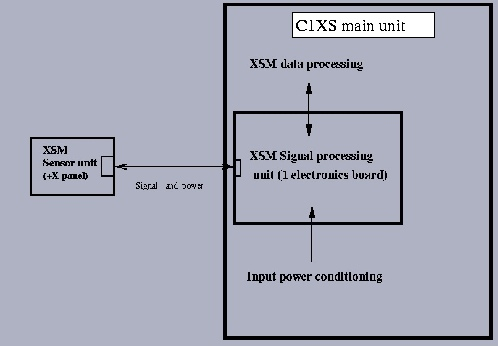 C1XS main unit
XSM data processing
XSM
Sensor unit
(+X panel)
Signal and power
XSM Signal processing
unit (1 electronics board)
Input power conditioning